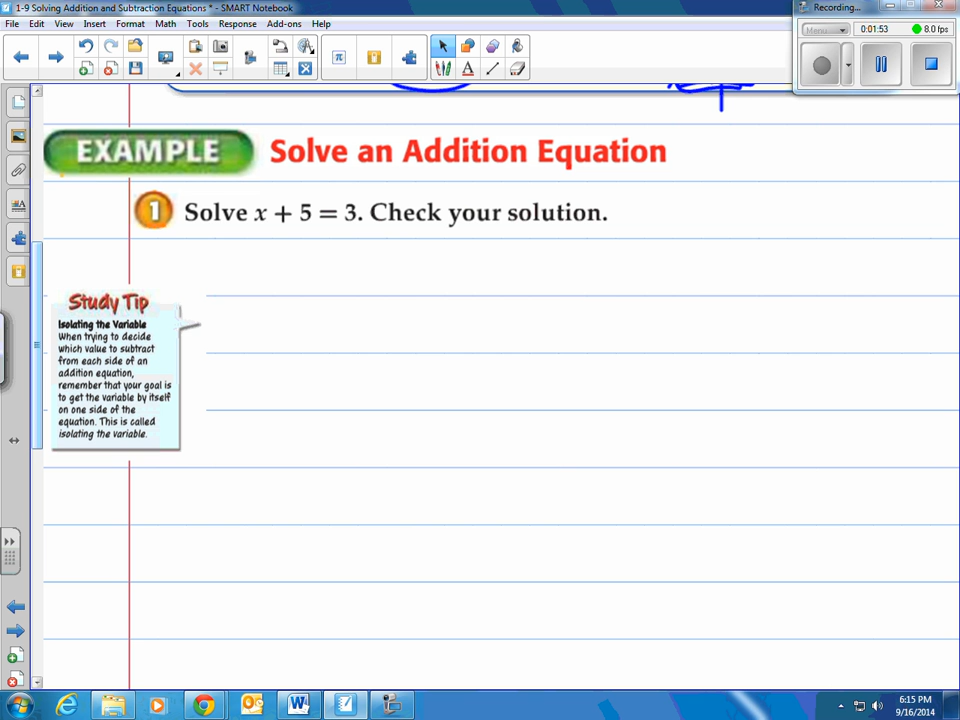 1-9 Solving Addition and Subtraction Equations * - SMART Notebook
Recording...
File Edit View Insert Format Math Tools Response Add-ons Help
Menu
0:01:53
8.0 fps
EXAMPLE Solve an Addition Equation
1 Solve x + 5 = 3. Check your solution.
Study Tip
Isolating the Variable
When trying to decide
which value to subtract
from each side of an
addition equation,
remember that your goal is
to get the variable by itself
on one side of the
equation. This is called
isolating the variable.
6:15 PM
9/16/2014